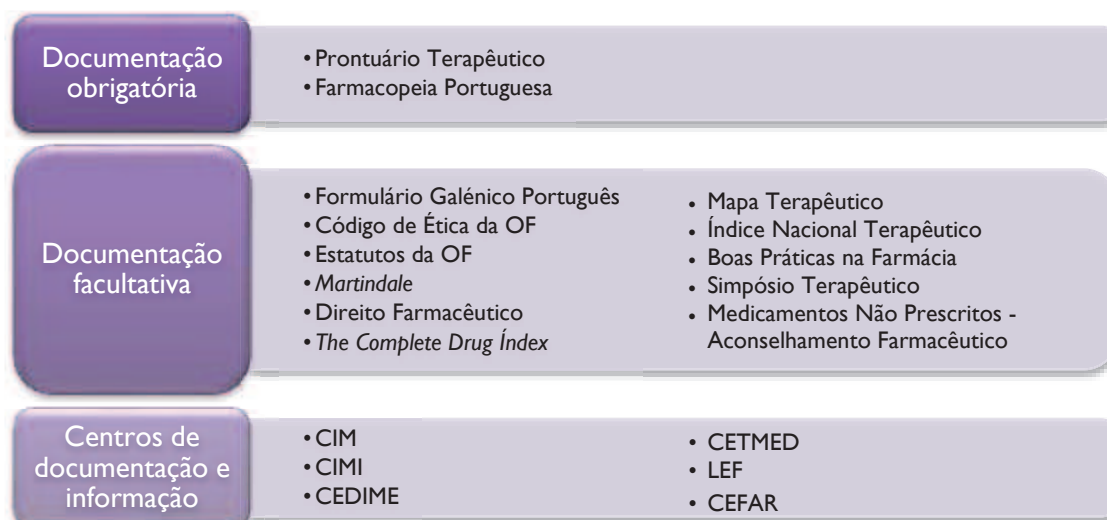 Documentação
obrigatória
• Prontuário Terapêutico
• Farmacopeia Portuguesa
Documentação
facultativa
• Formulário Galénico Português
• Código de Ética da OF
• Estatutos da OF
• Martindale
• Direito Farmacêutico
• The Complete Drug Índex
• Mapa Terapêutico
• Índice Nacional Terapêutico
• Boas Práticas na Farmácia
• Simpósio Terapêutico
• Medicamentos Não Prescritos -
Aconselhamento Farmacêutico
Centros de
documentação e
informação
• CIM
• CIMI
• CEDIME
• CETMED
• LEF
• CEFAR